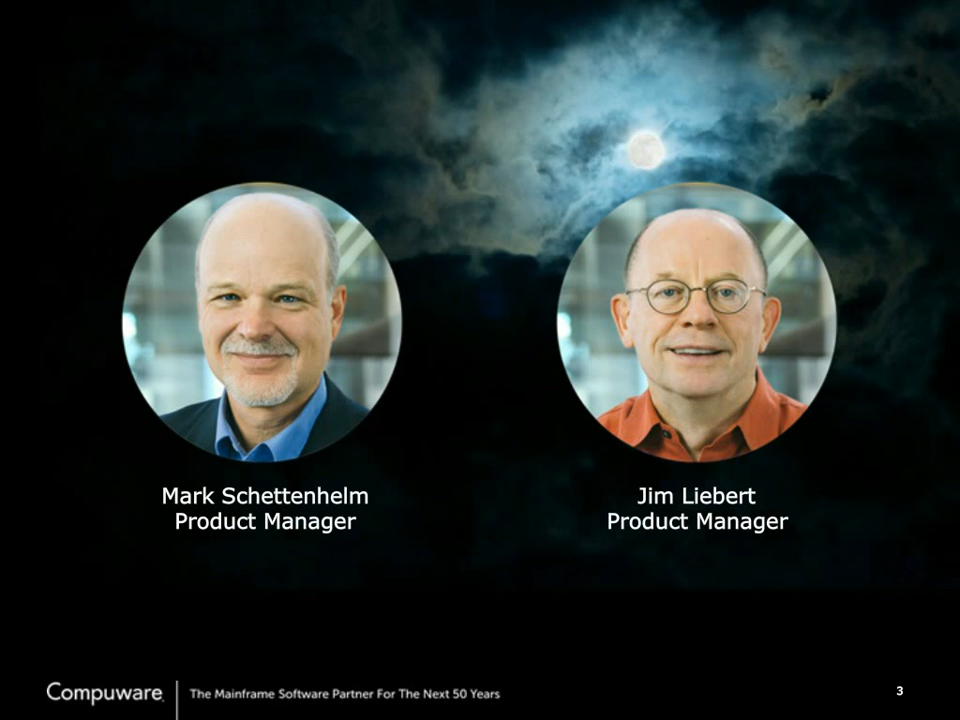 Mark Schettenhelm
Product Manager
Jim Liebert
Product Manager
Compuware
The Mainframe Software Partner For The Next 50 Years
3